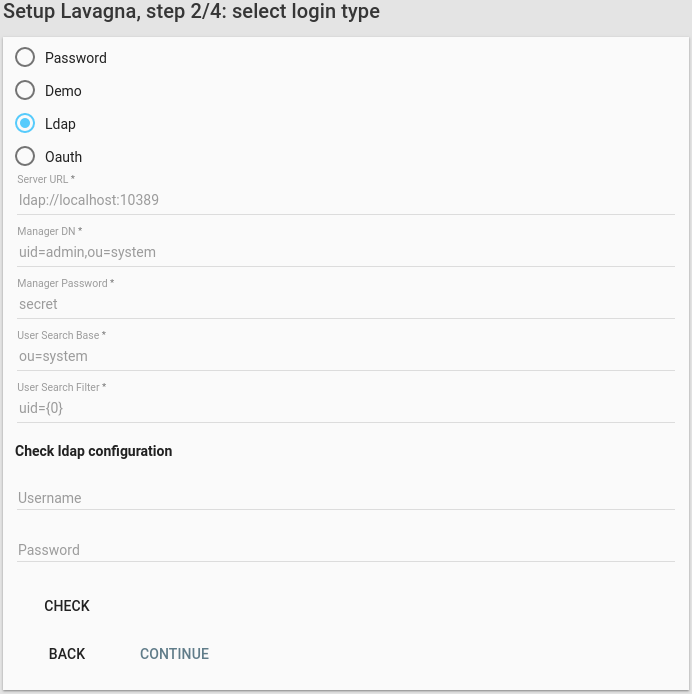 Setup Lavagna, step 2/4: select login type
Password
Demo
Ldap
Oauth
Server URL *
ldap://localhost:10389
Manager DN *
uid=admin,ou=system
Manager Password *
secret
User Search Base *
ou=system
User Search Filter *
uid={0}
Check ldap configuration
Username
Password
CHECK
BACK CONTINUE